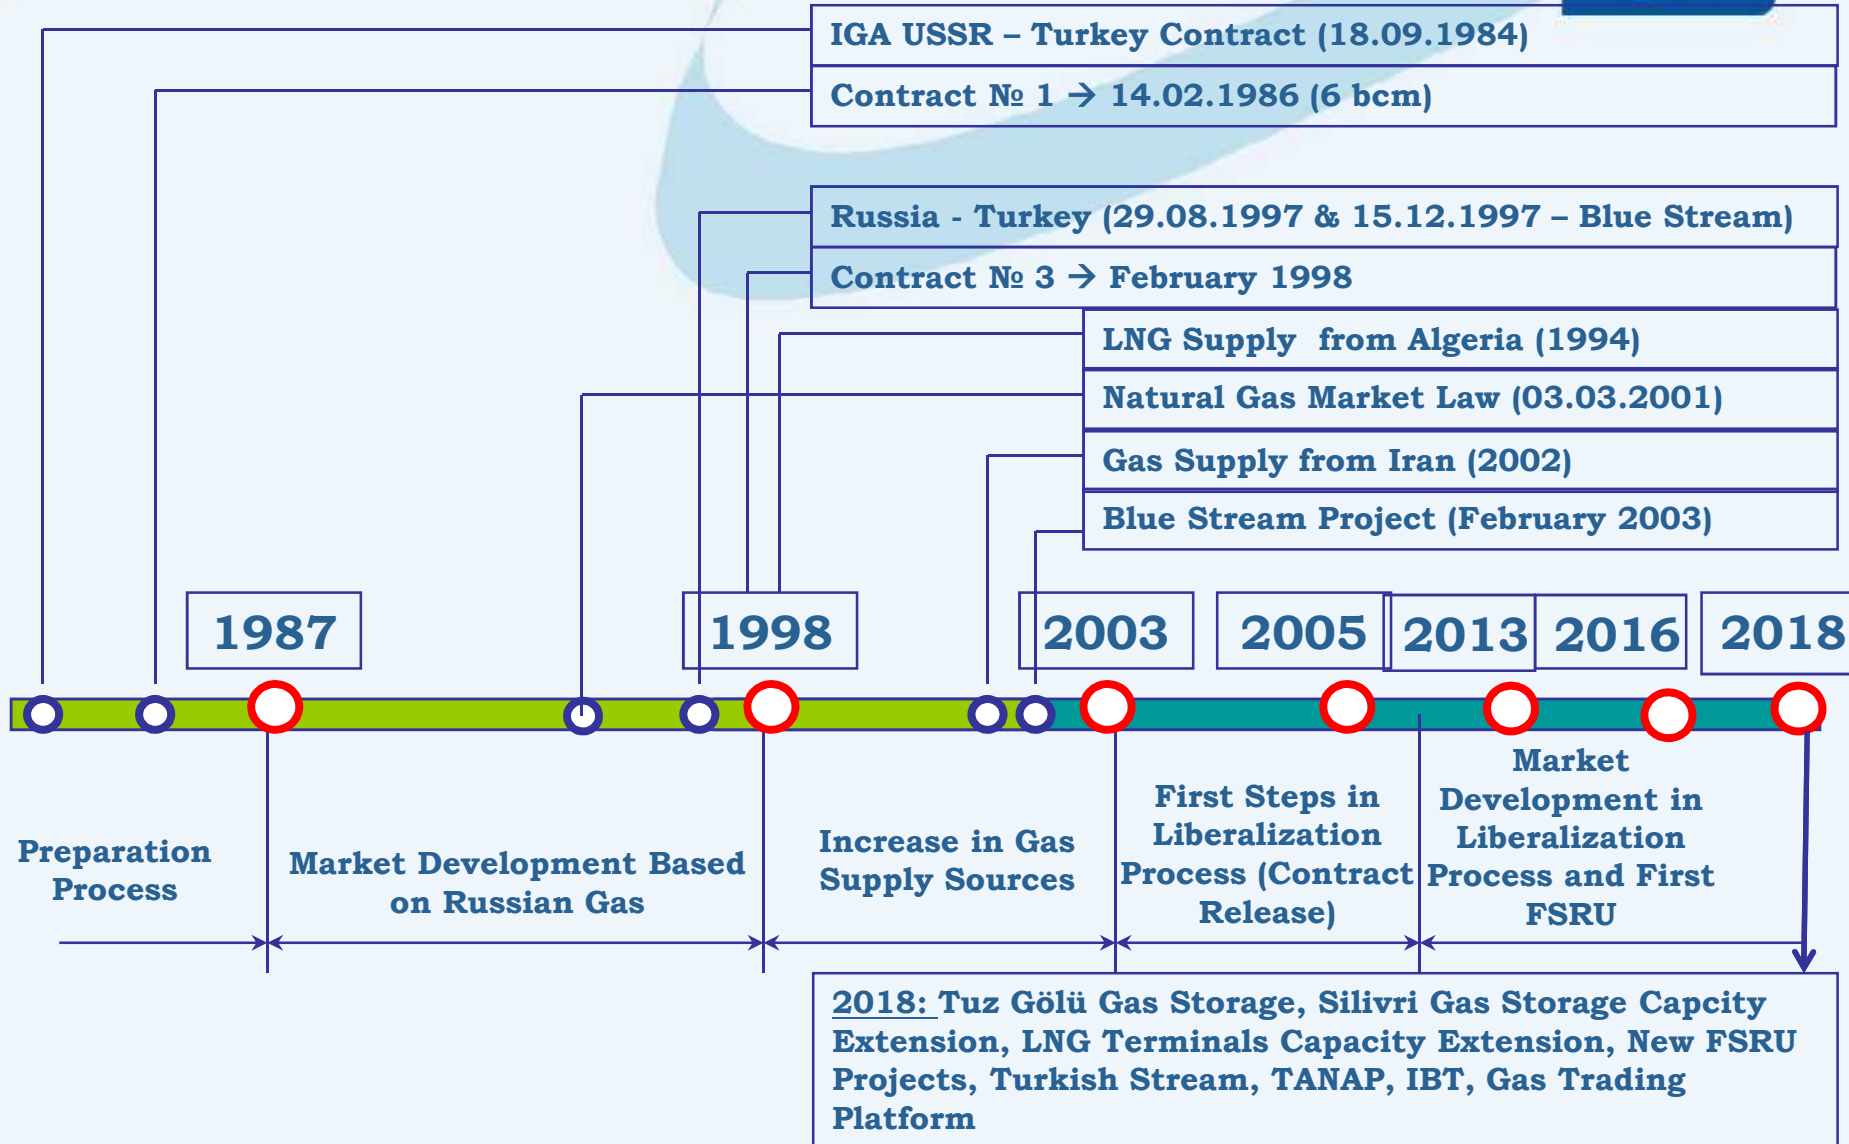 IGA USSR – Turkey Contract (18.09.1984)
Contract № 1 → 14.02.1986 (6 bcm)
Russia - Turkey (29.08.1997 & 15.12.1997 – Blue Stream)
Contract № 3 → February 1998
LNG Supply from Algeria (1994)
Natural Gas Market Law (03.03.2001)
Gas Supply from Iran (2002)
Blue Stream Project (February 2003)
1987
1998
2003
2005
2013
2016
2018
Preparation
Process
Market Development Based
on Russian Gas
Increase in Gas
Supply Sources
First Steps in
Liberalization
Process (Contract
Release)
Market
Development in
Liberalization
Process and First
FSRU
2018: Tuz Gölü Gas Storage, Silivri Gas Storage Capcity
Extension, LNG Terminals Capacity Extension, New FSRU
Projects, Turkish Stream, TANAP, IBT, Gas Trading
Platform